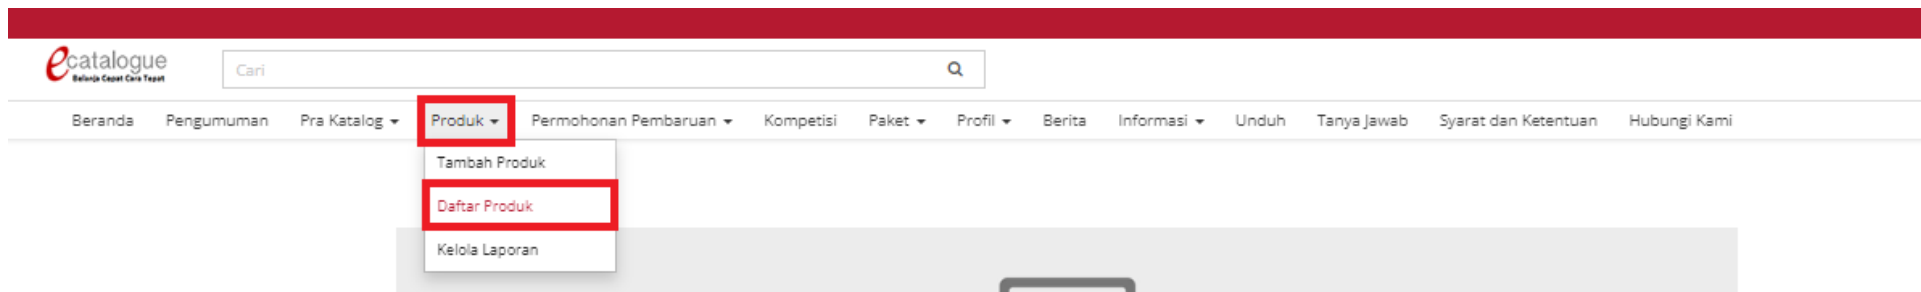 ecatalogue
Belanja Cepat Cara Tepat
Cari
Beranda Pengumuman Pra Katalog Produk Permohonan Pembaruan Kompetisi Paket Profil Berita Informasi Unduh Tanya Jawab Syarat dan Ketentuan Hubungi Kami
Tambah Produk
Daftar Produk
Kelola Laporan